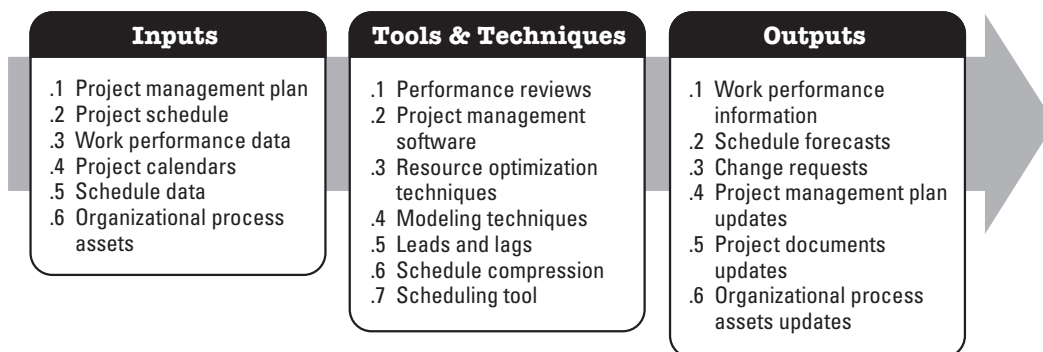 Inputs
.1 Project management plan
.2 Project schedule
.3 Work performance data
.4 Project calendars
.5 Schedule data
.6 Organizational process
assets
Tools & Techniques
.1 Performance reviews
.2 Project management
software
.3 Resource optimization
techniques
.4 Modeling techniques
.5 Leads and lags
.6 Schedule compression
.7 Scheduling tool
Outputs
.1 Work performance
information
.2 Schedule forecasts
.3 Change requests
.4 Project management plan
updates
.5 Project documents
updates
.6 Organizational process
assets updates